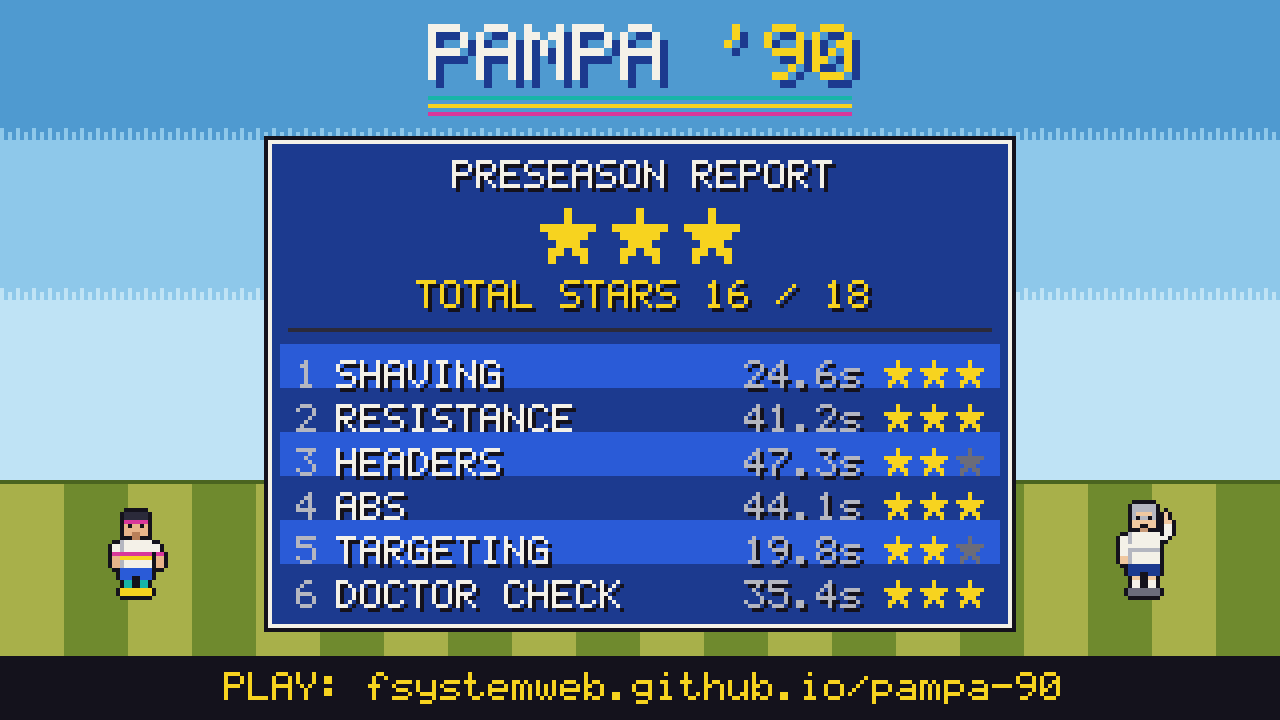 PAMPA '90
PRESEASON REPORT
TOTAL STARS 16 / 18
1 SHAVING 24.6s
2 RESISTANCE 41.2s
3 HEADERS 47.3s
4 ABS 44.1s
5 TARGETING 19.8s
6 DOCTOR CHECK 35.4s
PLAY: fsystemweb.github.io/pampa-90